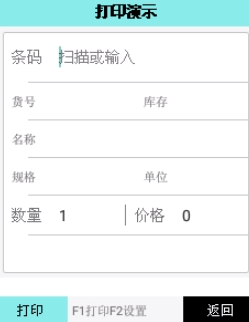 打印演示
条码 扫描或输入
货号 库存
名称
规格 单位
数量 1 价格 0
打印 F1打印F2设置 返回